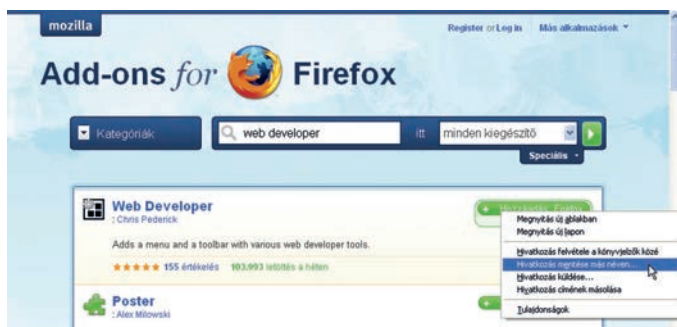 mozilla
Register or Log in Más alkalmazások
Add-ons for Firefox
Kategóriák web developer itt minden kiegészítő
Speciális
Web Developer
: Chris Pederick
Adds a menu and a toolbar with various web developer tools.
155 értékelés 103.993 letöltés a héten
Poster
: Alex Milowski
Megnyitás új ablakban
Megnyitás új lapon
Hivatkozás felvétele a könyvjelzők közé
Hivatkozás mentése más néven...
Hivatkozás küldése...
Hivatkozás címének másolása
Tulajdonságok